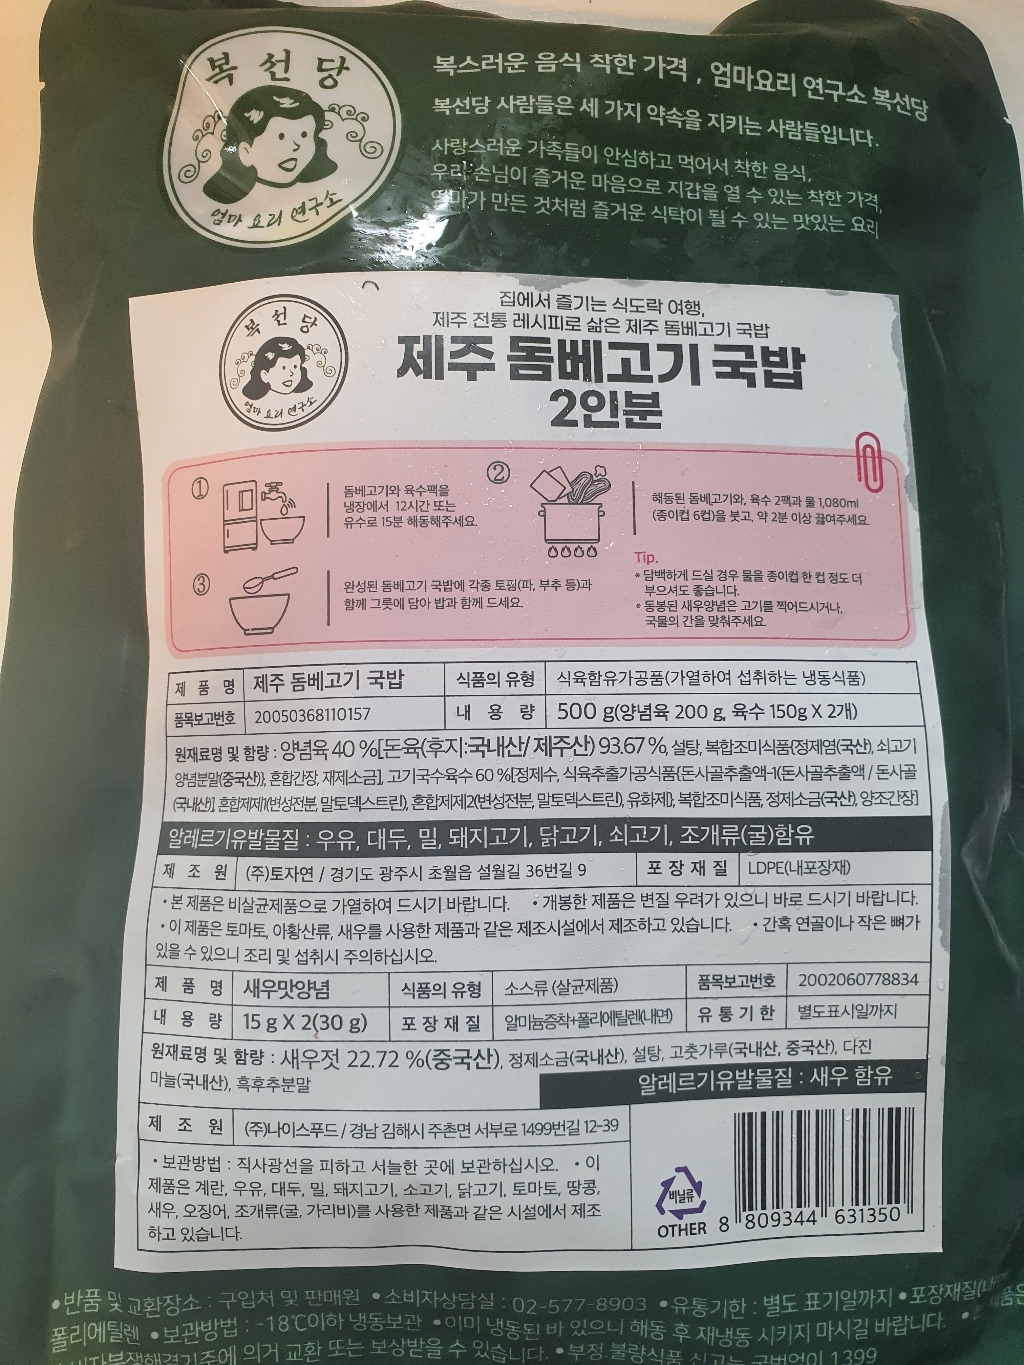 복선당
엄마 요리 연구소
복스러운 음식 착한 가격 , 엄마요리 연구소 복선당
복선당 사람들은 세 가지 약속을 지키는 사람들입니다.
사랑스러운 가족들이 안심하고 먹어서 착한 음식,
우리 손님이 즐거운 마음으로 지갑을 열 수 있는 착한 가격,
엄마가 만든 것처럼 즐거운 식탁이 될 수 있는 맛있는 요리
복선당
엄마 요리 연구소
집에서 즐기는 식도락 여행,
제주 전통 레시피로 삶은 제주 돔베고기 국밥
제주 돔베고기 국밥
2인분
①
돔베고기와 육수팩을
냉장에서 12시간 또는
유수로 15분 해동해주세요.
②
해동된 돔베고기와, 육수 2팩과 물 1,080ml
(종이컵 6컵)을 붓고, 약 2분 이상 끓여주세요.
③
완성된 돔베고기 국밥에 각종 토핑(파, 부추 등)과
함께 그릇에 담아 밥과 함께 드세요.
Tip.
* 담백하게 드실 경우 물을 종이컵 한 컵 정도 더
부으셔도 좋습니다.
* 동봉된 새우양념은 고기를 찍어드시거나,
국물의 간을 맞춰주세요.
제 품 명 제주 돔베고기 국밥 식품의 유형 식육함유가공품(가열하여 섭취하는 냉동식품)
품목보고번호 20050368110157 내 용 량 500 g(양념육 200 g, 육수 150g X 2개)
원재료명 및 함량 : 양념육 40 %[돈육(후지:국내산/ 제주산) 93.67 %, 설탕, 복합조미식품{정제염(국산), 쇠고기
양념분말(중국산)}, 혼합간장, 재제소금], 고기국수육수 60 %[정제수, 식육추출가공식품{돈사골추출액-1(돈사골추출액 / 돈사골
(국내산)], 혼합제제1(변성전분, 말토덱스트린), 혼합제제2(변성전분, 말토덱스트린), 유화제}, 복합조미식품, 정제소금(국산), 양조간장]
알레르기유발물질 : 우유, 대두, 밀, 돼지고기, 닭고기, 쇠고기, 조개류(굴)함유
제 조 원 (주)토자연 / 경기도 광주시 초월읍 설월길 36번길 9 포 장 재 질 LDPE(내포장재)
• 본 제품은 비살균제품으로 가열하여 드시기 바랍니다. • 개봉한 제품은 변질 우려가 있으니 바로 드시기 바랍니다.
• 이 제품은 토마토, 아황산류, 새우를 사용한 제품과 같은 제조시설에서 제조하고 있습니다. • 간혹 연골이나 작은 뼈가
있을 수 있으니 조리 및 섭취시 주의하십시오.
제 품 명 새우맛양념 식품의 유형 소스류 (살균제품) 품목보고번호 2002060778834
내 용 량 15 g X 2(30 g) 포 장 재 질 알미늄증착+폴리에틸렌(내면) 유 통 기 한 별도표시일까지
원재료명 및 함량 : 새우젓 22.72 %(중국산), 정제소금(국내산), 설탕, 고춧가루(국내산, 중국산), 다진
마늘(국내산), 흑후추분말
알레르기유발물질 : 새우 함유
제 조 원 (주)나이스푸드 / 경남 김해시 주촌면 서부로 1499번길 12-39
• 보관방법 : 직사광선을 피하고 서늘한 곳에 보관하십시오. • 이
제품은 계란, 우유, 대두, 밀, 돼지고기, 소고기, 닭고기, 토마토, 땅콩,
새우, 오징어, 조개류(굴, 가리비)를 사용한 제품과 같은 시설에서 제조
하고 있습니다.
비닐류
OTHER
8 809344 631350
•반품 및 교환장소 : 구입처 및 판매원 •소비자상담실 : 02-577-8903 •유통기한 : 별도 표기일까지 •포장재질
폴리에틸렌 •보관방법 : -18℃이하 냉동보관 •이미 냉동된 바 있으니 해동 후 재냉동 시키지 마시길 바랍니다.
의거 교환 또는 보상받을 수 있습니다. •부정·불량식품 신고는 국번없이 1399